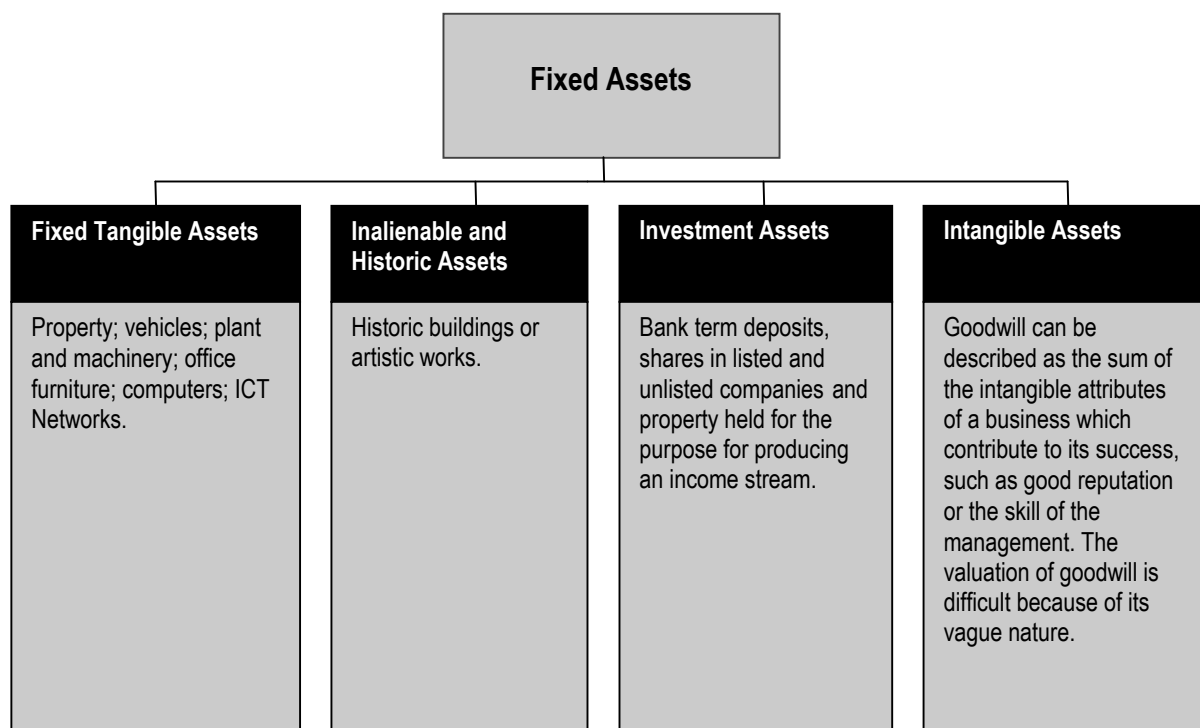 Fixed Assets
Fixed Tangible Assets
Property; vehicles; plant
and machinery; office
furniture; computers; ICT
Networks.
Inalienable and
Historic Assets
Historic buildings or
artistic works.
Investment Assets
Bank term deposits,
shares in listed and
unlisted companies and
property held for the
purpose for producing
an income stream.
Intangible Assets
Goodwill can be
described as the sum of
the intangible attributes
of a business which
contribute to its success,
such as good reputation
or the skill of the
management. The
valuation of goodwill is
difficult because of its
vague nature.